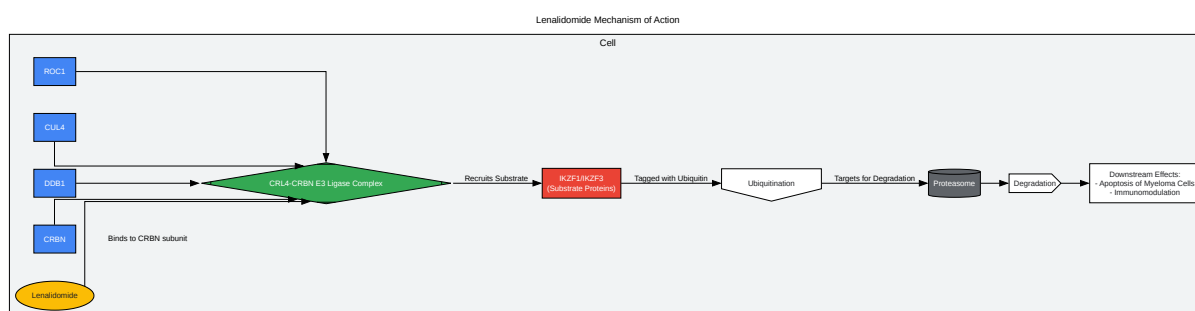 Lenalidomide Mechanism of Action
Cell
ROC1
CUL4
DDB1
CRBN
Lenalidomide
Binds to CRBN subunit
CRL4-CRBN E3 Ligase Complex
Recruits Substrate
IKZF1/IKZF3
(Substrate Proteins)
Tagged with Ubiquitin
Ubiquitination
Targets for Degradation
Proteasome
Degradation
Downstream Effects:
- Apoptosis of Myeloma Cells
- Immunomodulation